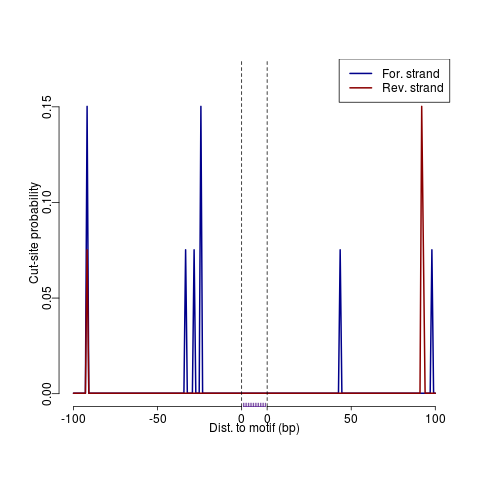 For. strand
Rev. strand
Cut-site probability
0.15
0.10
0.05
0.00
-100 -50 0 0 50 100
Dist. to motif (bp)